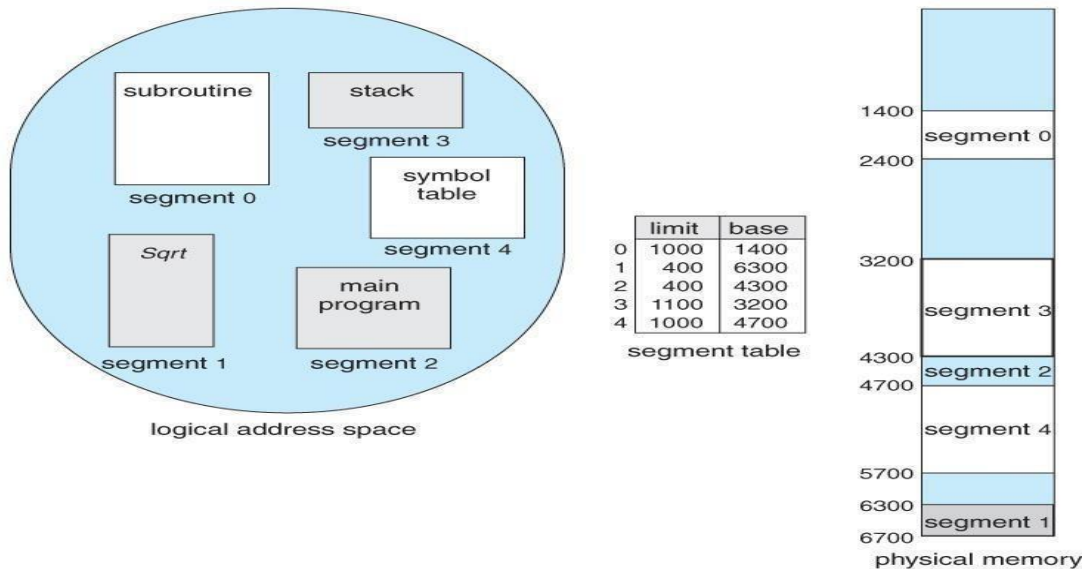 subroutine
segment 0
stack
segment 3
symbol
table
segment 4
Sqrt
segment 1
main
program
segment 2
logical address space
limit base
0 1000 1400
1 400 6300
2 400 4300
3 1100 3200
4 1000 4700
segment table
1400
segment 0
2400
3200
segment 3
4300
segment 2
4700
segment 4
5700
6300
segment 1
6700
physical memory